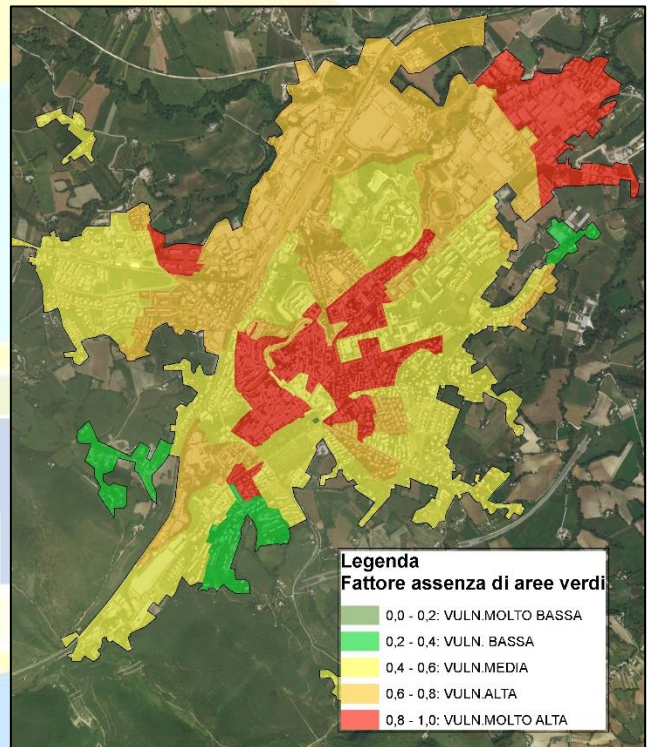 Legenda
Fattore assenza di aree verdi
0,0 - 0,2: VULN.MOLTO BASSA
0,2 - 0,4: VULN. BASSA
0,4 - 0,6: VULN.MEDIA
0,6 - 0,8: VULN.ALTA
0,8 - 1,0: VULN.MOLTO ALTA